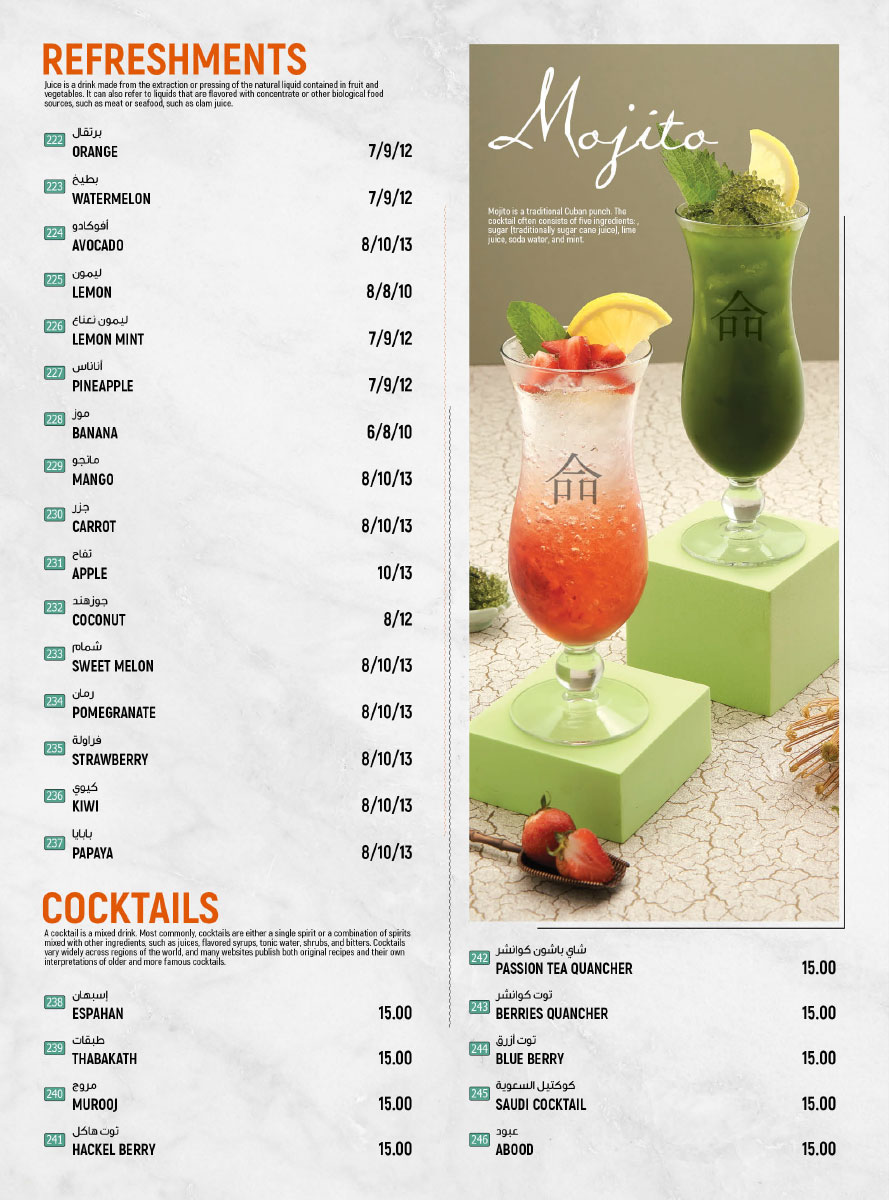 REFRESHMENTS
Juice is a drink made from the extraction or pressing of the natural liquid contained in fruit and
vegetables. It can also refer to liquids that are flavored with concentrate or other biological food
sources, such as meat or seafood, such as clam juice.
برتقال
222 ORANGE 7/9/12
بطيخ
223 WATERMELON 7/9/12
أفوكادو
224 AVOCADO 8/10/13
ليمون
225 LEMON 8/8/10
ليمون نعناع
226 LEMON MINT 7/9/12
أناناس
227 PINEAPPLE 7/9/12
موز
228 BANANA 6/8/10
مانجو
229 MANGO 8/10/13
جزر
230 CARROT 8/10/13
تفاح
231 APPLE 10/13
جوزهند
232 COCONUT 8/12
شمام
233 SWEET MELON 8/10/13
رمان
234 POMEGRANATE 8/10/13
فراولة
235 STRAWBERRY 8/10/13
كيوي
236 KIWI 8/10/13
بابايا
237 PAPAYA 8/10/13
COCKTAILS
A cocktail is a mixed drink. Most commonly, cocktails are either a single spirit or a combination of spirits
mixed with other ingredients, such as juices, flavored syrups, tonic water, shrubs, and bitters. Cocktails
vary widely across regions of the world, and many websites publish both original recipes and their own
interpretations of older and more famous cocktails.
إسبهان
238 ESPAHAN 15.00
طبقات
239 THABAKATH 15.00
مروج
240 MUROOJ 15.00
توت هاكل
241 HACKEL BERRY 15.00
Mojito
Mojito is a traditional Cuban punch. The
cocktail often consists of five ingredients: ,
sugar (traditionally sugar cane juice), lime
juice, soda water, and mint.
命
命
شاي باشون كوانشر
242 PASSION TEA QUANCHER 15.00
توت كوانشر
243 BERRIES QUANCHER 15.00
توت أزرق
244 BLUE BERRY 15.00
كوكتيل السعوية
245 SAUDI COCKTAIL 15.00
عبود
246 ABOOD 15.00